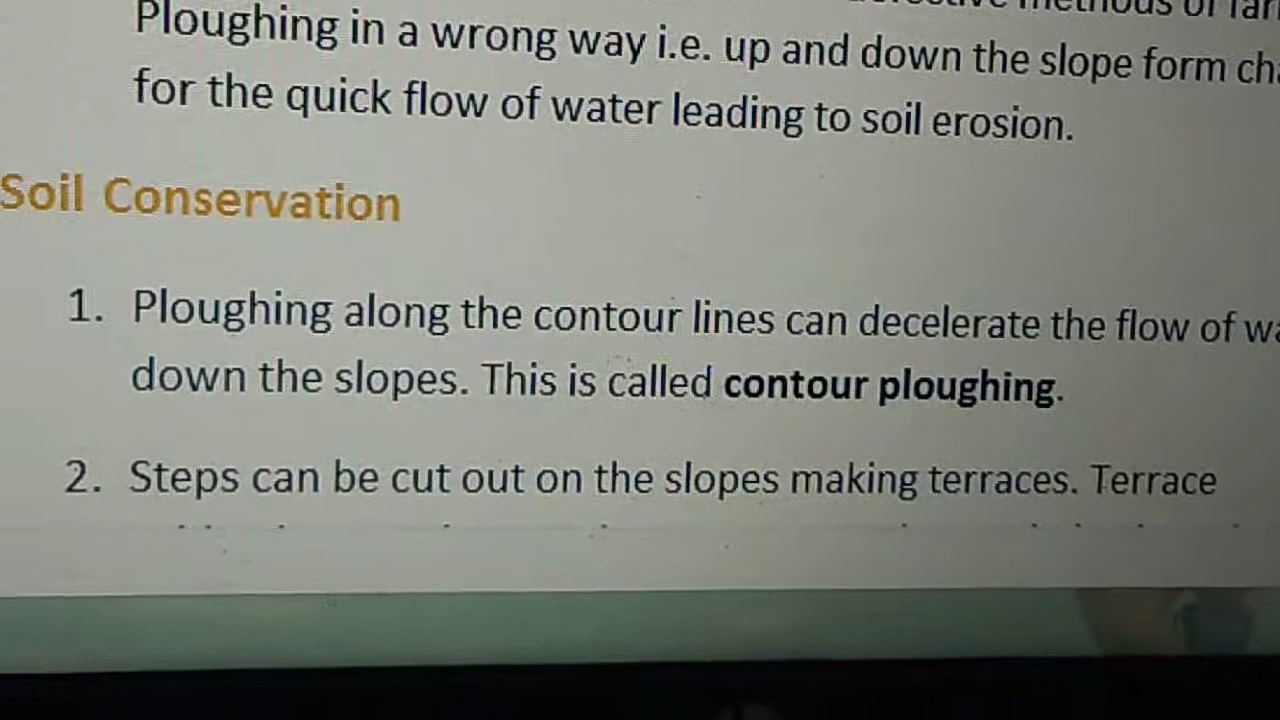 methods of
Ploughing in a wrong way i.e. up and down the slope form
for the quick flow of water leading to soil erosion.
Soil Conservation
1. Ploughing along the contour lines can decelerate the flow of
down the slopes. This is called contour ploughing.
2. Steps can be cut out on the slopes making terraces. Terrace